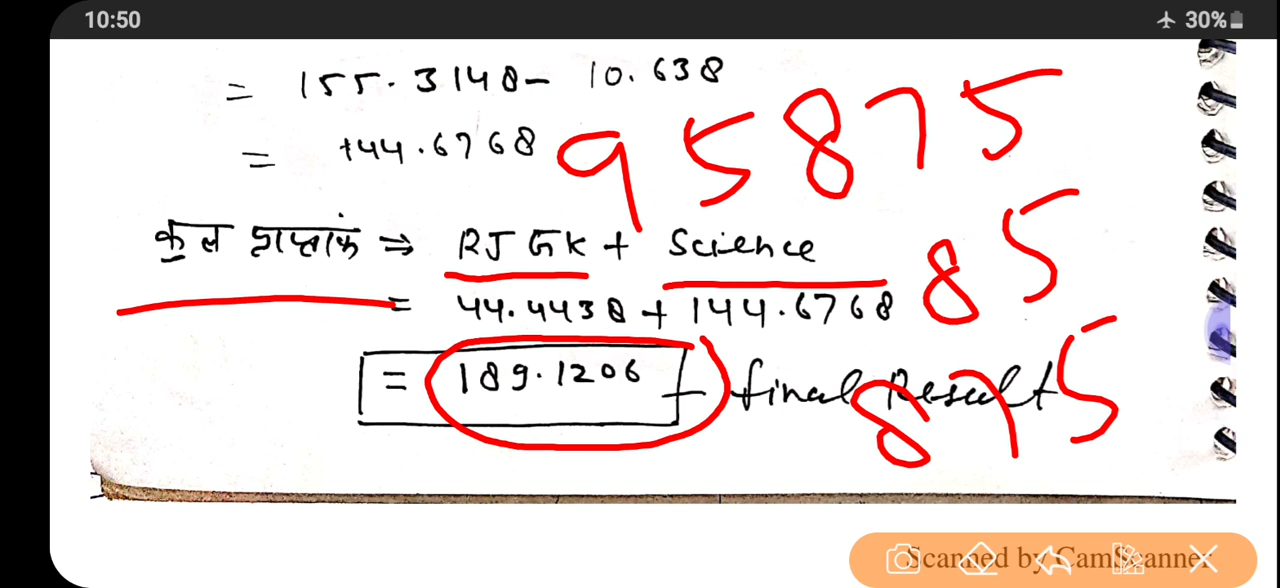 10:50 30%
= 155.3148 - 10.638
= 144.6768
95875
कुल प्राप्तांक ⇒ RJ GK + Science
= 44.4438 + 144.6768
85
= 189.1206 - final Result
875
Scanned by CamScanner